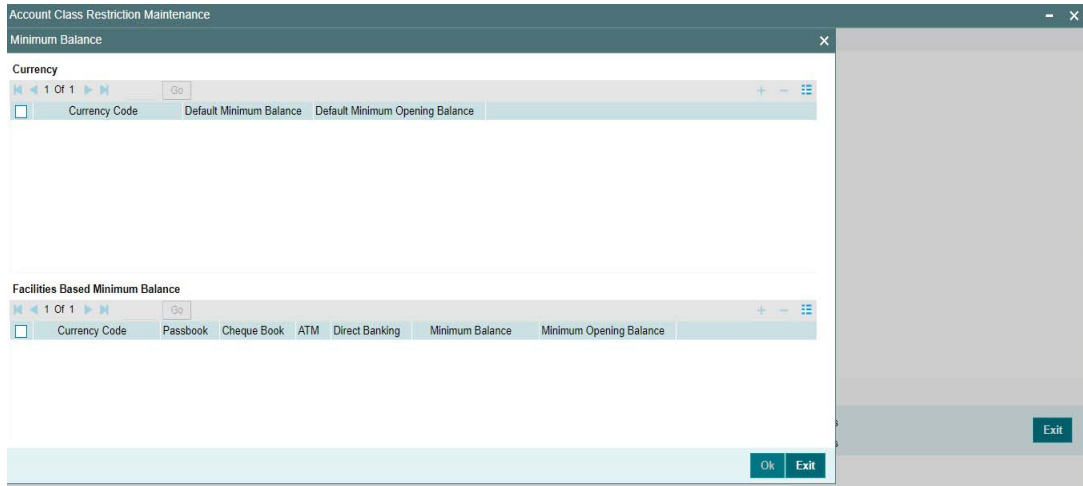 Account Class Restriction Maintenance
Minimum Balance
Currency
1 Of 1 Go
Currency Code Default Minimum Balance Default Minimum Opening Balance
Facilities Based Minimum Balance
1 Of 1 Go
Currency Code Passbook Cheque Book ATM Direct Banking Minimum Balance Minimum Opening Balance
Exit
Ok Exit